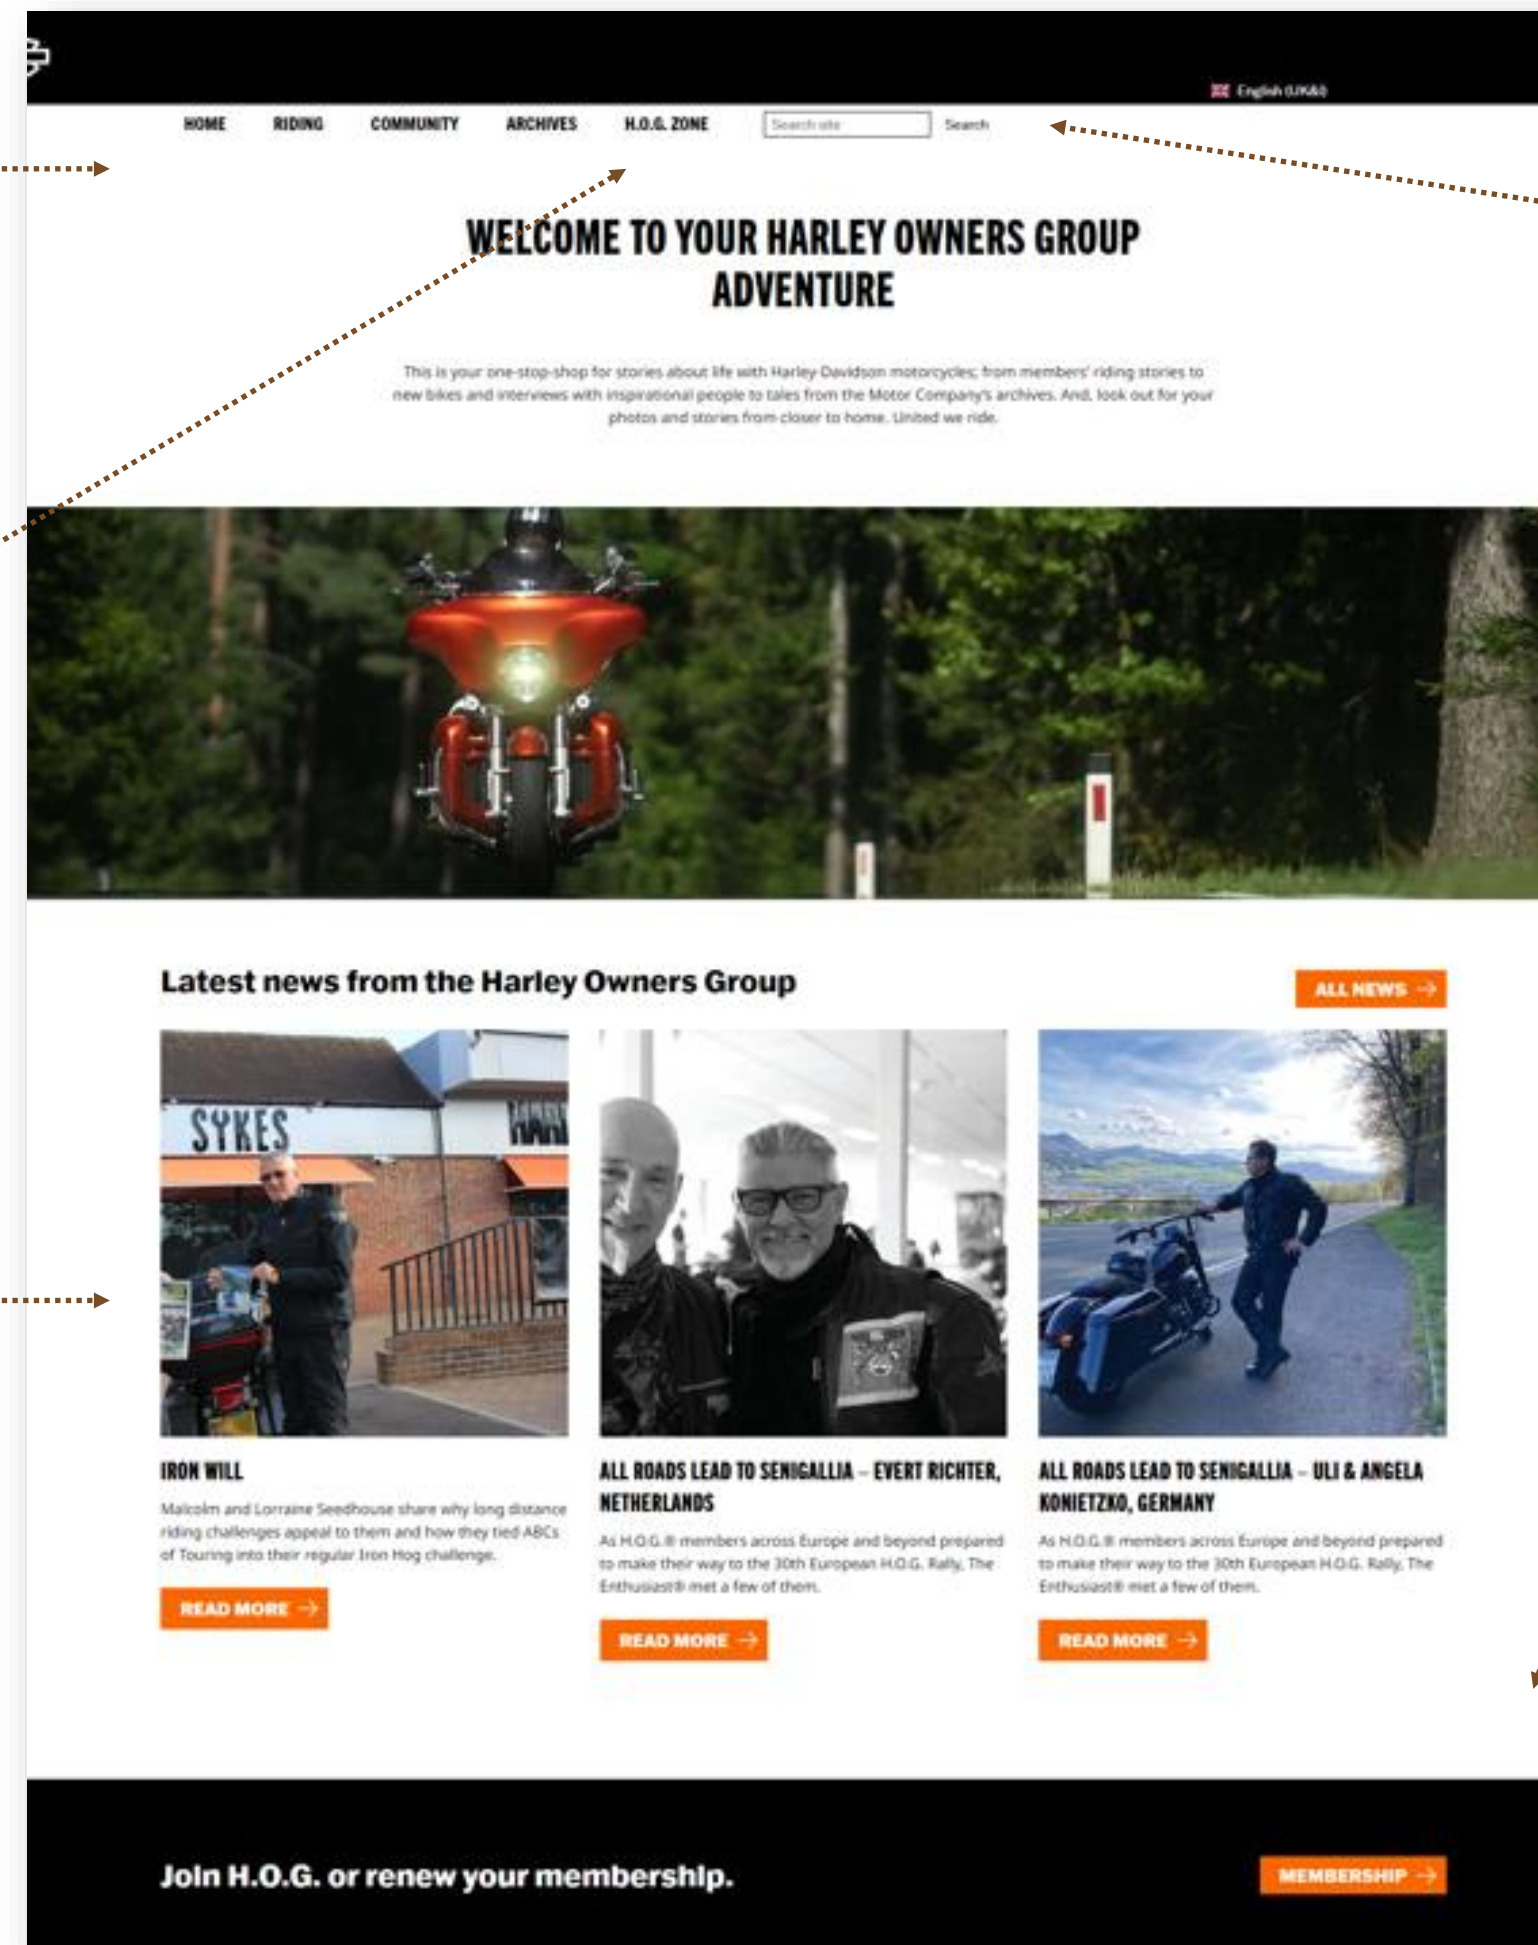 English (UK&I)
HOME RIDING COMMUNITY ARCHIVES H.O.G. ZONE Search site Search
WELCOME TO YOUR HARLEY OWNERS GROUP
ADVENTURE
This is your one-stop-shop for stories about life with Harley-Davidson motorcycles; from members' riding stories to
new bikes and interviews with inspirational people to tales from the Motor Company's archives. And, look out for your
photos and stories from closer to home. United we ride.
Latest news from the Harley Owners Group
ALL NEWS →
SYKES
IRON WILL
Malcolm and Lorraine Seedhouse share why long distance
riding challenges appeal to them and how they tied ABCs
of Touring into their regular Iron Hog challenge.
READ MORE →
ALL ROADS LEAD TO SENIGALLIA – EVERT RICHTER,
NETHERLANDS
As H.O.G.® members across Europe and beyond prepared
to make their way to the 30th European H.O.G. Rally, The
Enthusiast® met a few of them.
READ MORE →
ALL ROADS LEAD TO SENIGALLIA – ULI & ANGELA
KONIETZKO, GERMANY
As H.O.G.® members across Europe and beyond prepared
to make their way to the 30th European H.O.G. Rally, The
Enthusiast® met a few of them.
READ MORE →
Join H.O.G. or renew your membership.
MEMBERSHIP →